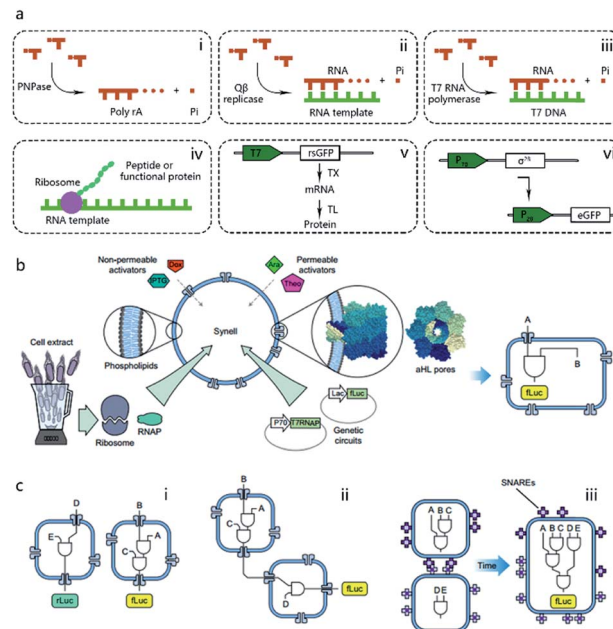 a
i
PNPase
Poly rA
+
Pi
ii
RNA
Qβ
replicase
+
Pi
RNA template
iii
RNA
T7 RNA
polymerase
+
Pi
T7 DNA
iv
Peptide or
functional protein
Ribosome
RNA template
v
T7
rsGFP
TX
mRNA
TL
Protein
vi
P70
eGFP
b
Non-permeable
activators
Dox
IPTG
Permeable
activators
Ara
Theo
Cell extract
Phospholipids
Synell
aHL pores
Ribosome
RNAP
Lac
fLuc
P70
T7RNAP
Genetic
circuits
A
B
fLuc
c
i
D
E
rLuc
B
A
C
fLuc
ii
B
A
C
D
fLuc
SNAREs
A B C
D E
Time
iii
A B C D E
fLuc